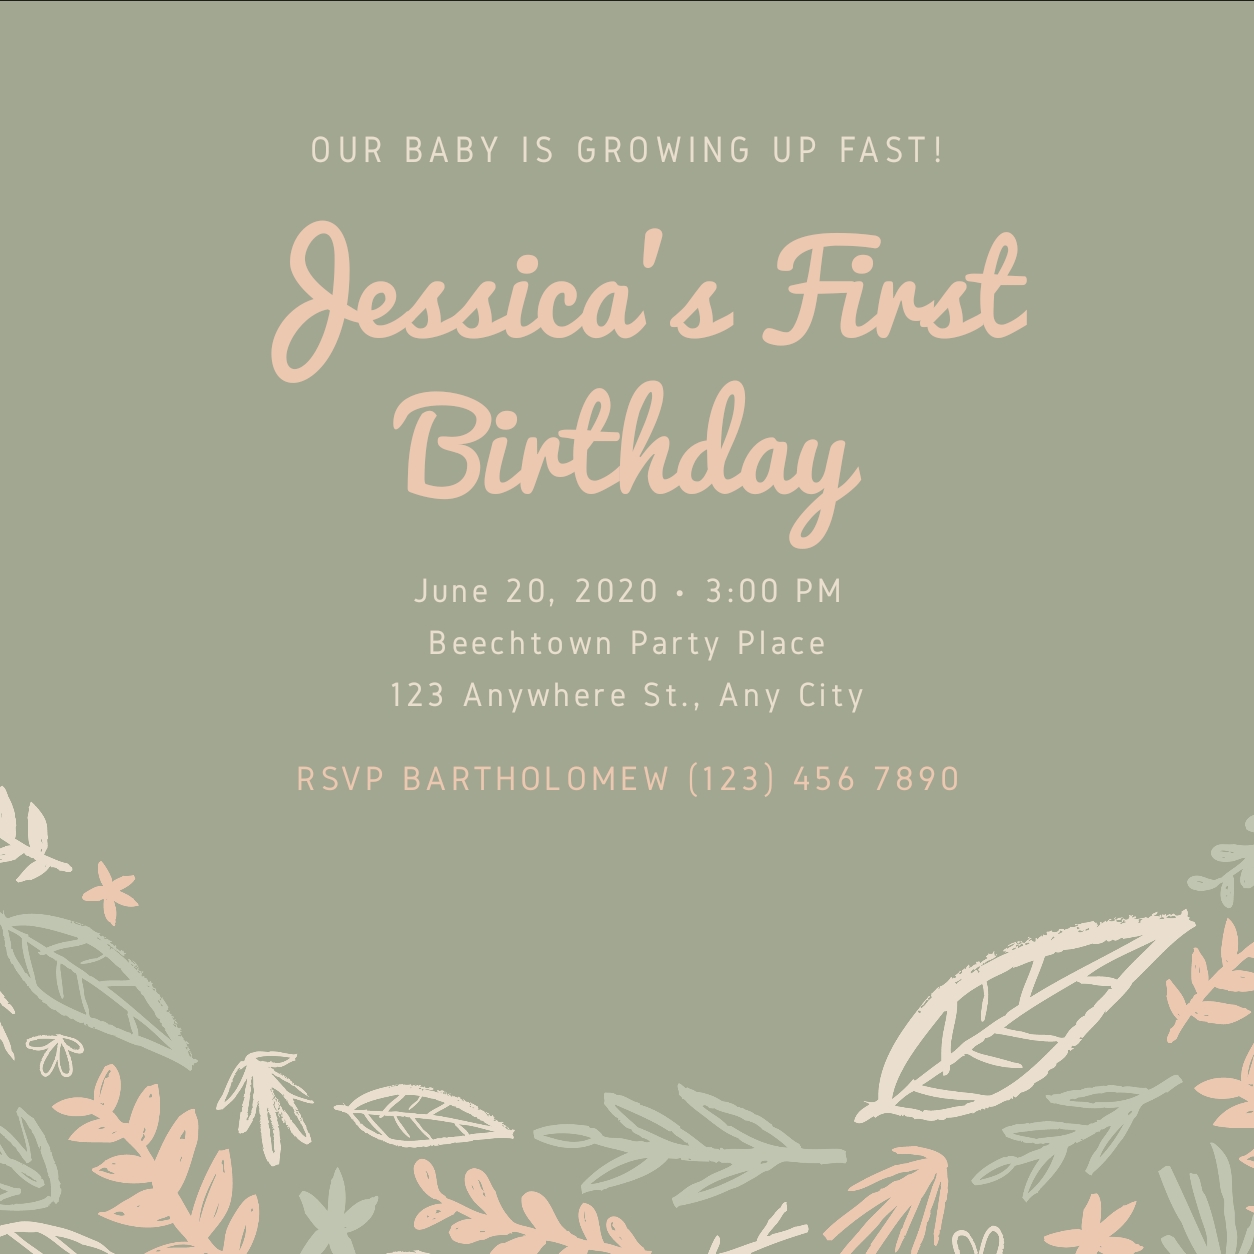 OUR BABY IS GROWING UP FAST!
Jessica's First
Birthday
June 20, 2020 • 3:00 PM
Beechtown Party Place
123 Anywhere St., Any City
RSVP BARTHOLOMEW (123) 456 7890